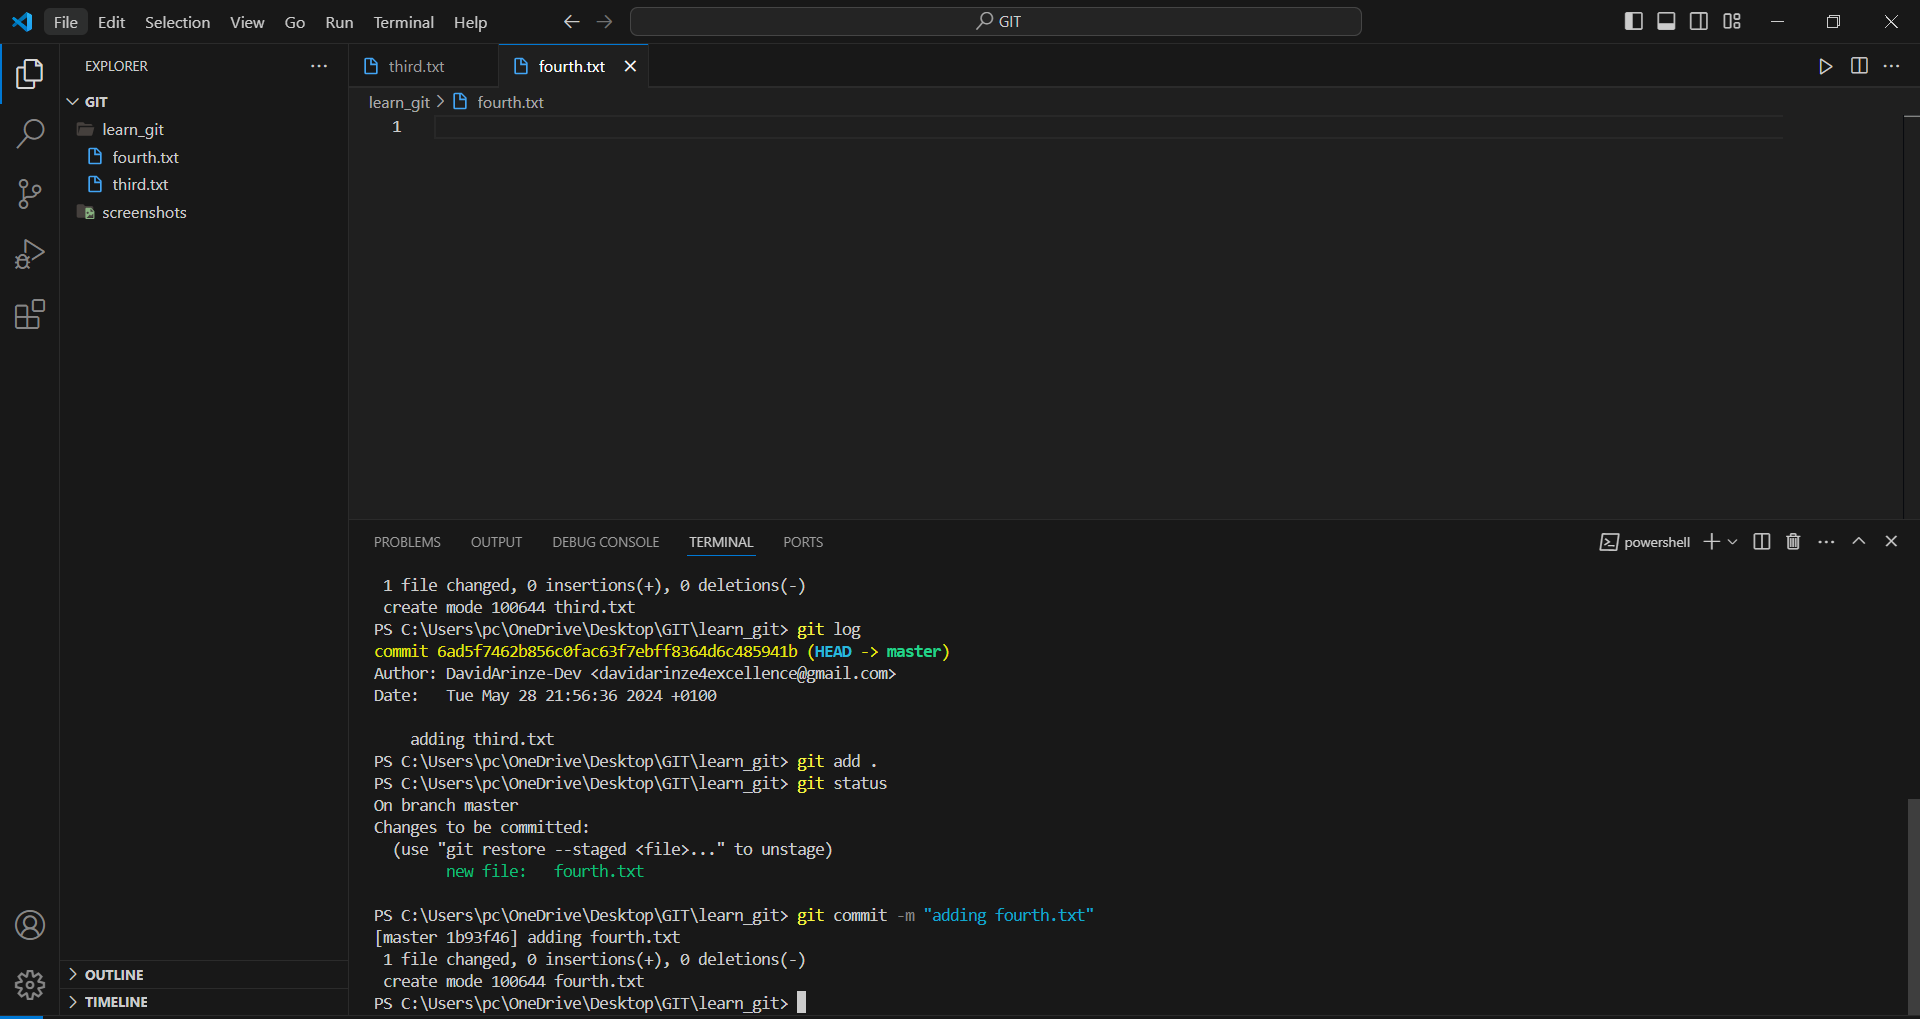 File Edit Selection View Go Run Terminal Help GIT
EXPLORER
GIT
learn_git
fourth.txt
third.txt
screenshots
OUTLINE
TIMELINE
third.txt fourth.txt
learn_git > fourth.txt
1
PROBLEMS OUTPUT DEBUG CONSOLE TERMINAL PORTS powershell
1 file changed, 0 insertions(+), 0 deletions(-)
create mode 100644 third.txt
PS C:\Users\pc\OneDrive\Desktop\GIT\learn_git> git log
commit 6ad5f7462b856c0fac63f7ebff8364d6c485941b (HEAD -> master)
Author: DavidArinze-Dev <davidarinze4excellence@gmail.com>
Date:   Tue May 28 21:56:36 2024 +0100
adding third.txt
PS C:\Users\pc\OneDrive\Desktop\GIT\learn_git> git add .
PS C:\Users\pc\OneDrive\Desktop\GIT\learn_git> git status
On branch master
Changes to be committed:
(use "git restore --staged <file>..." to unstage)
new file:   fourth.txt
PS C:\Users\pc\OneDrive\Desktop\GIT\learn_git> git commit -m "adding fourth.txt"
[master 1b93f46] adding fourth.txt
1 file changed, 0 insertions(+), 0 deletions(-)
create mode 100644 fourth.txt
PS C:\Users\pc\OneDrive\Desktop\GIT\learn_git>